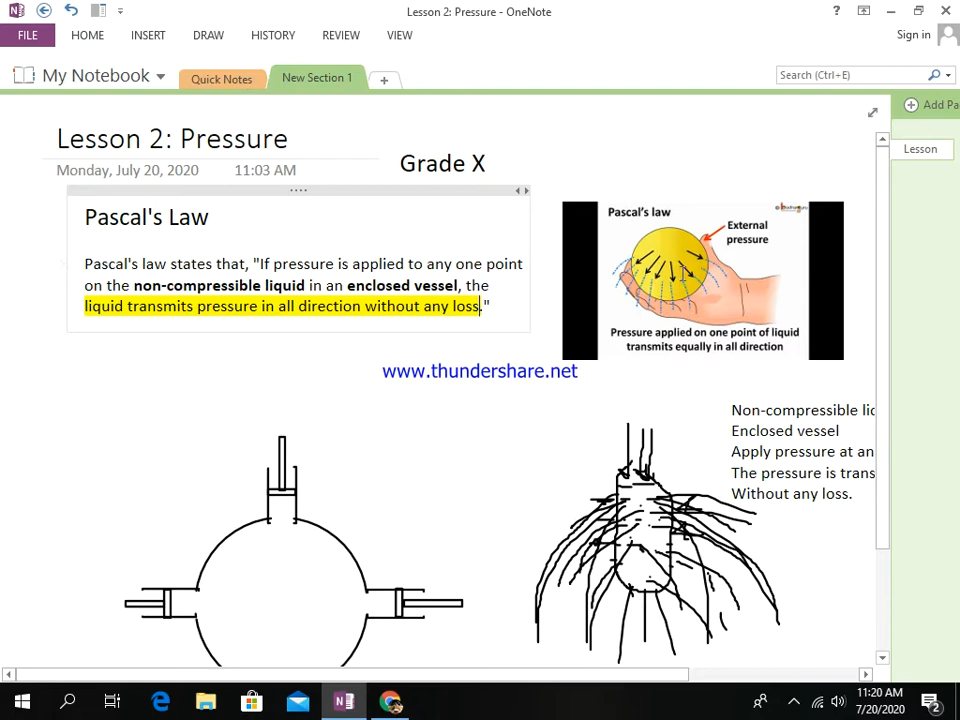 Lesson 2: Pressure - OneNote
?
Sign in
FILE HOME INSERT DRAW HISTORY REVIEW VIEW
My Notebook
Quick Notes
New Section 1
Search (Ctrl+E)
Add Pa
Lesson
Lesson 2: Pressure
Monday, July 20, 2020 11:03 AM
Grade X
Pascal's Law
Pascal's law states that, "If pressure is applied to any one point
on the non-compressible liquid in an enclosed vessel, the
liquid transmits pressure in all direction without any loss."
Pascal's law
External
pressure
Pressure applied on one point of liquid
transmits equally in all direction
www.thundershare.net
Non-compressible lic
Enclosed vessel
Apply pressure at an
The pressure is trans
Without any loss.
11:20 AM
7/20/2020
2